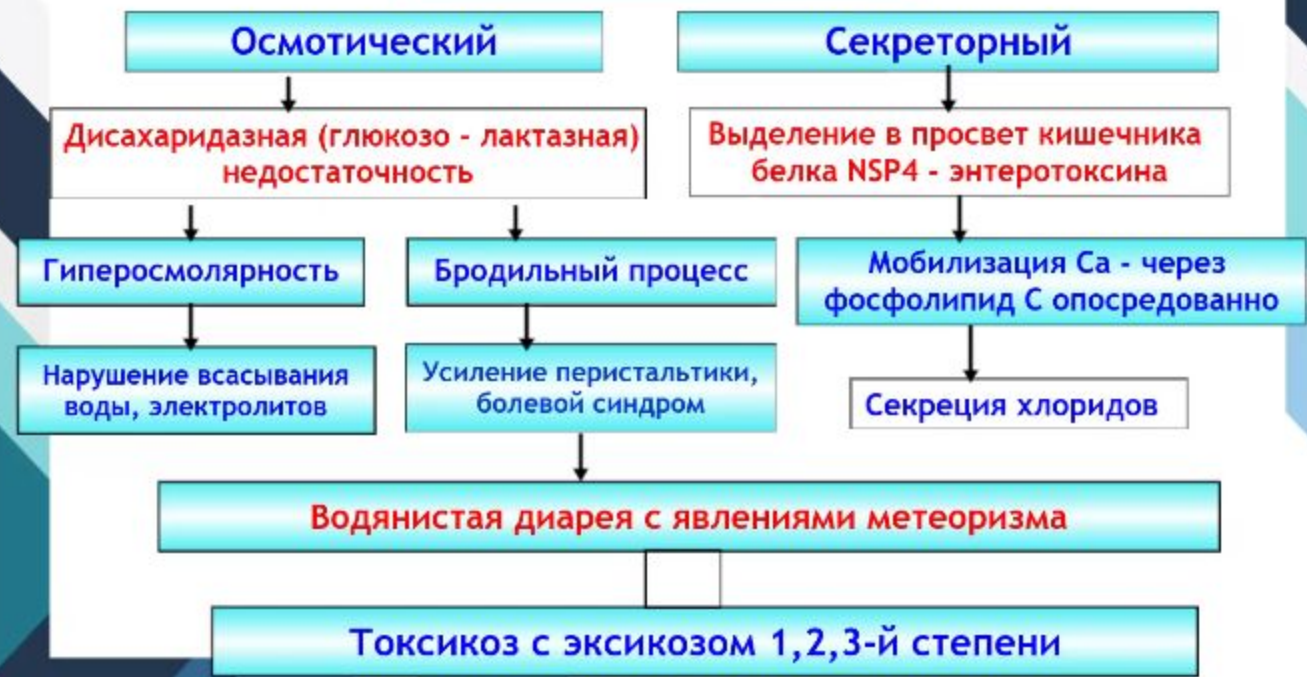 Осмотический
Секреторный
Дисахаридазная (глюкозо - лактазная)
недостаточность
Выделение в просвет кишечника
белка NSP4 - энтеротоксина
Гиперосмолярность
Бродильный процесс
Мобилизация Са - через
фосфолипид С опосредованно
Нарушение всасывания
воды, электролитов
Усиление перистальтики,
болевой синдром
Секреция хлоридов
Водянистая диарея с явлениями метеоризма
Токсикоз с эксикозом 1,2,3-й степени